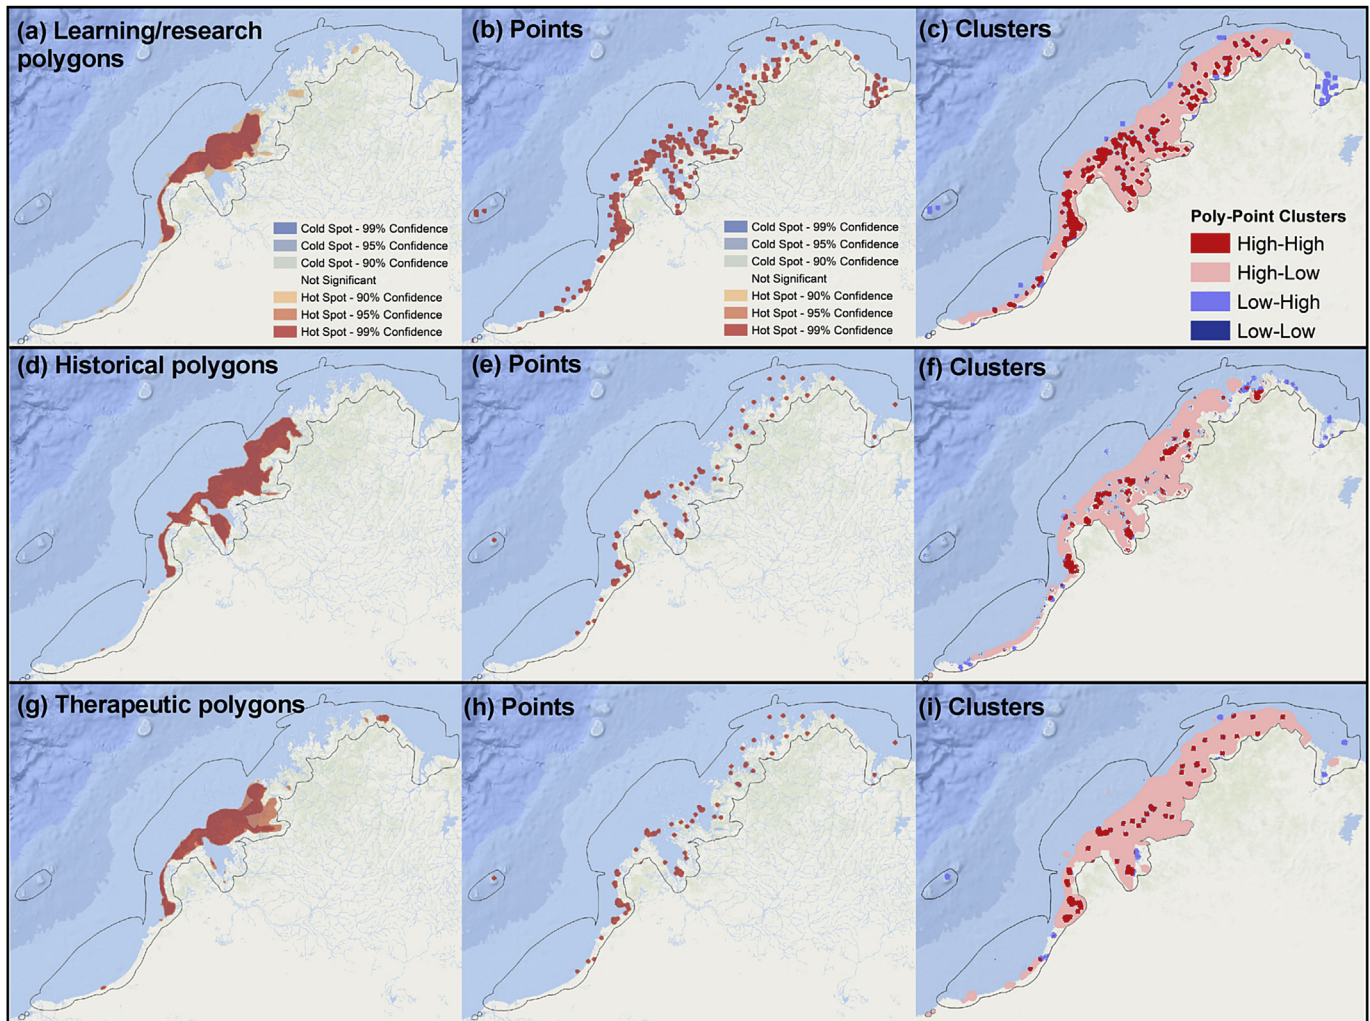 (a) Learning/research
polygons
Cold Spot - 99% Confidence
Cold Spot - 95% Confidence
Cold Spot - 90% Confidence
Not Significant
Hot Spot - 90% Confidence
Hot Spot - 95% Confidence
Hot Spot - 99% Confidence
(b) Points
Cold Spot - 99% Confidence
Cold Spot - 95% Confidence
Cold Spot - 90% Confidence
Not Significant
Hot Spot - 90% Confidence
Hot Spot - 95% Confidence
Hot Spot - 99% Confidence
(c) Clusters
Poly-Point Clusters
High-High
High-Low
Low-High
Low-Low
(d) Historical polygons
(e) Points
(f) Clusters
(g) Therapeutic polygons
(h) Points
(i) Clusters